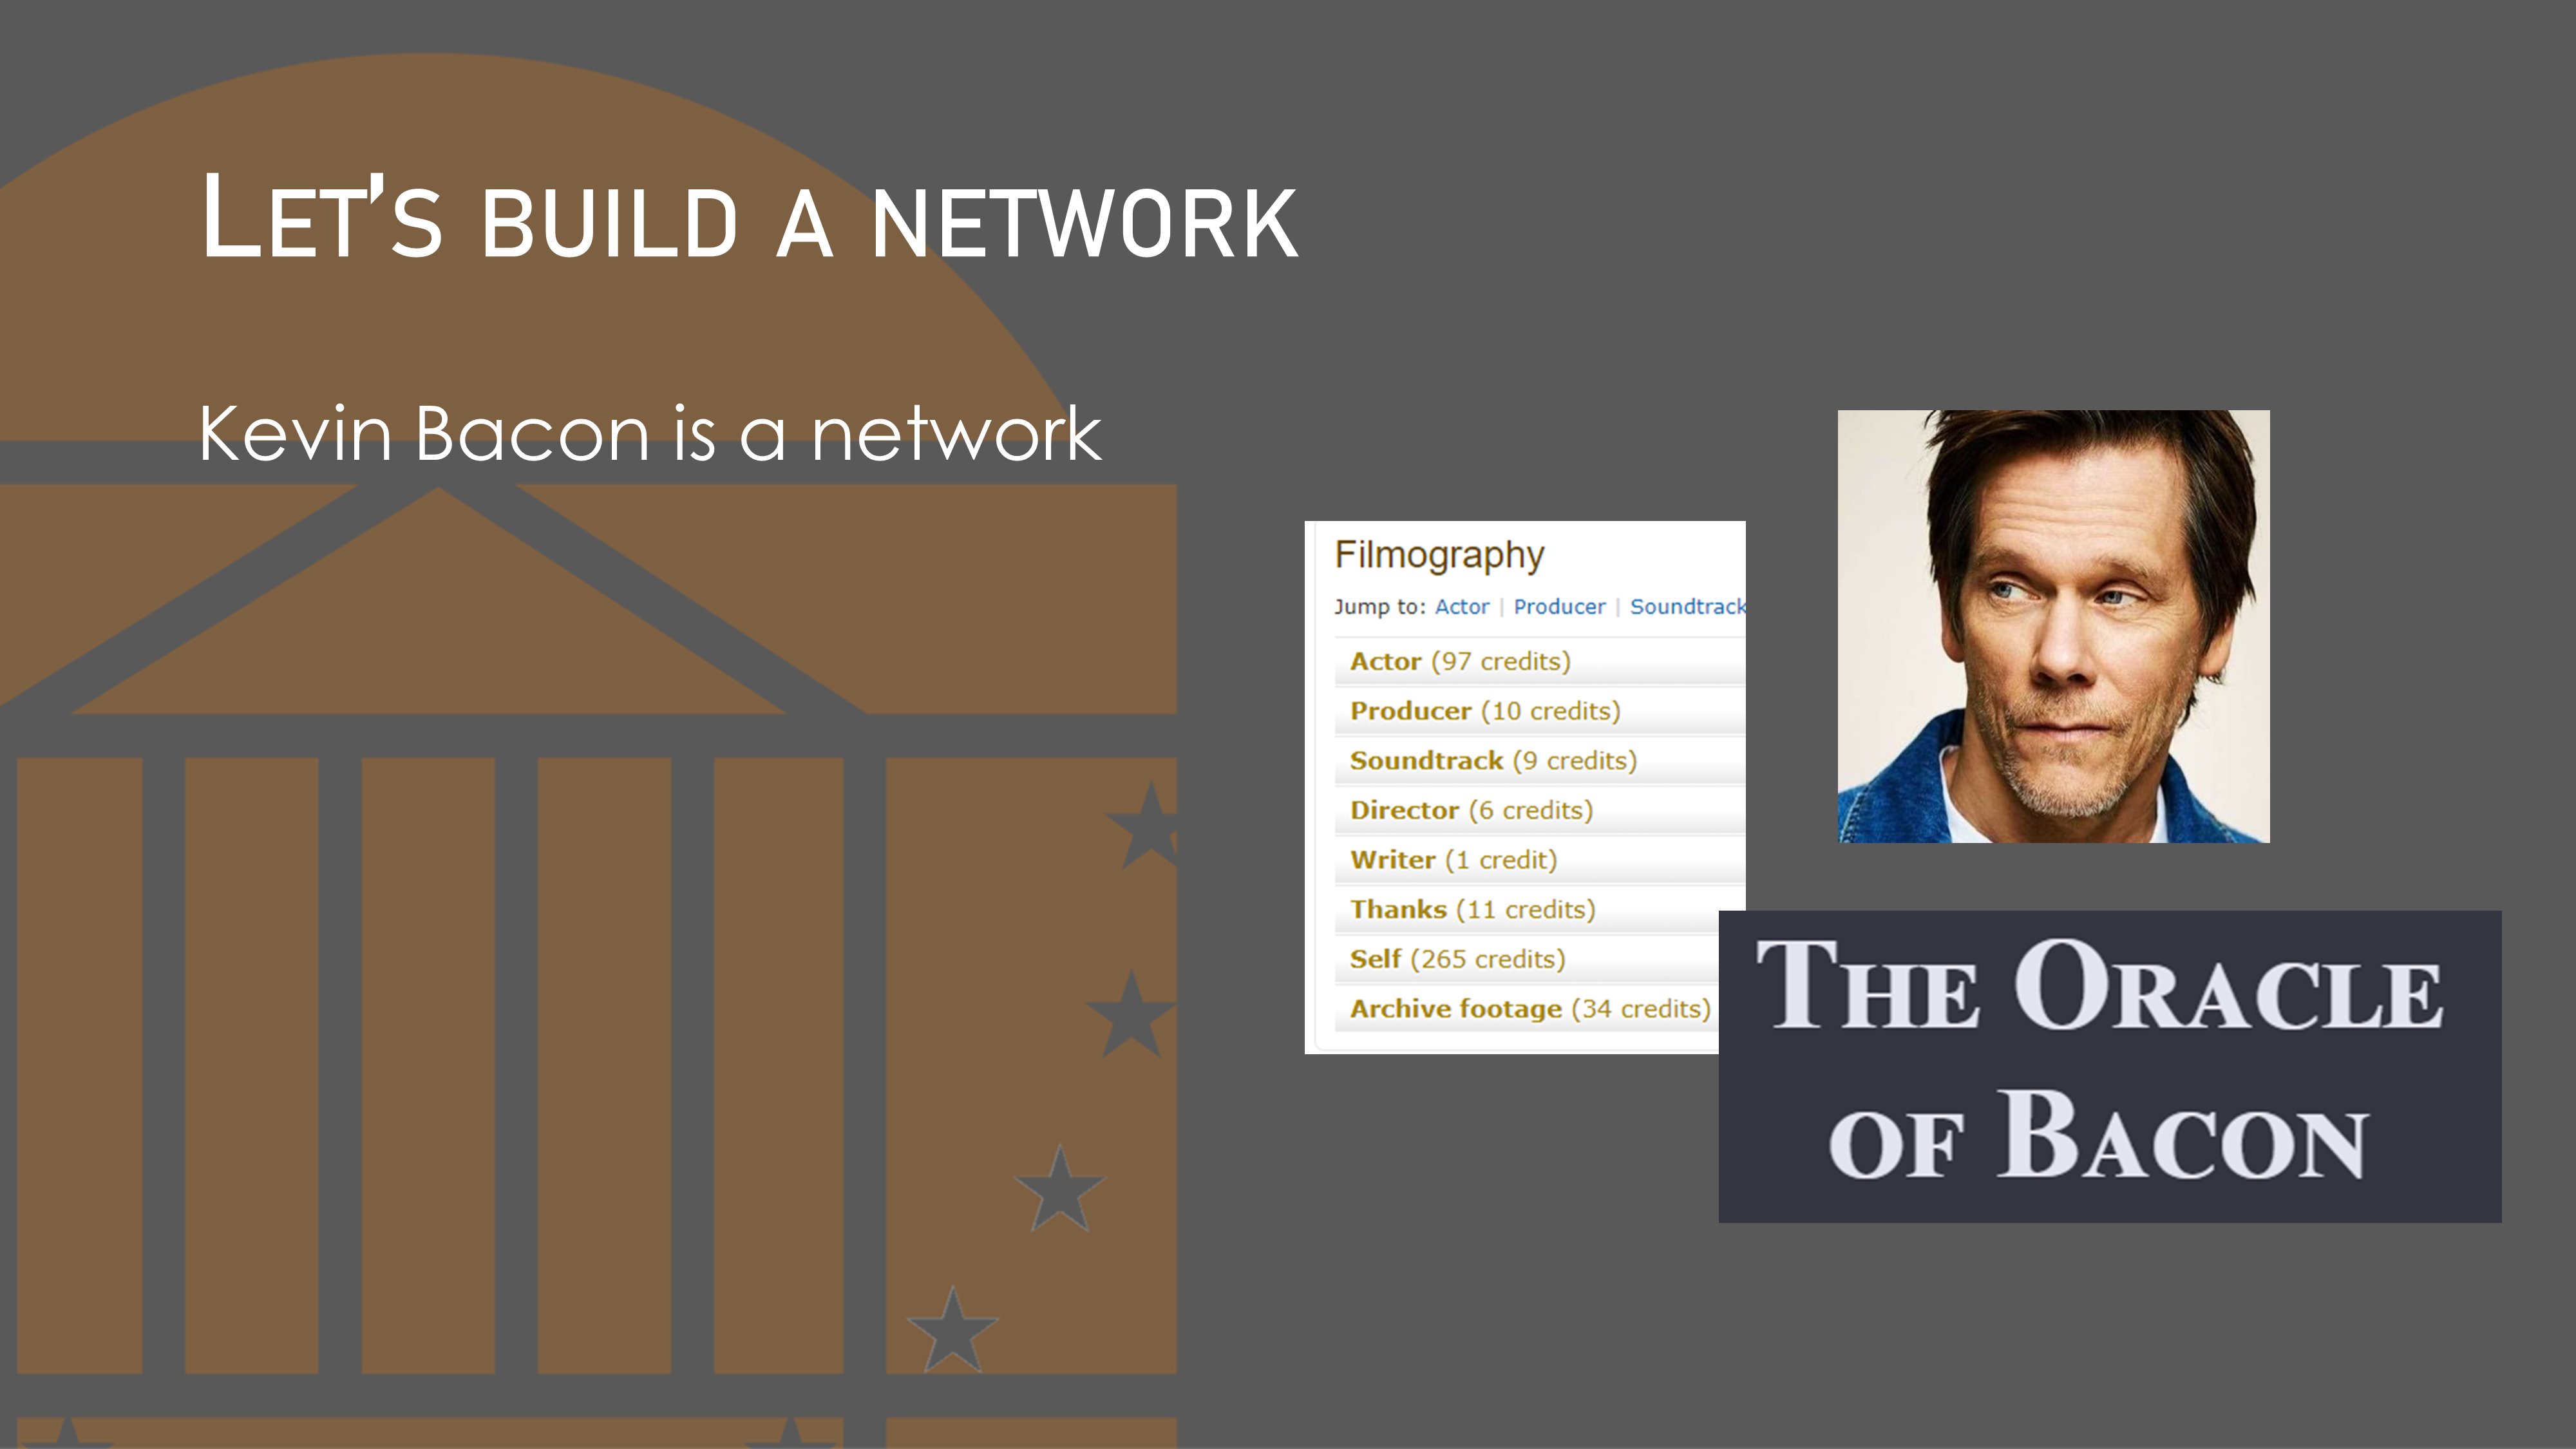 Let's build a network
Kevin Bacon is a network
Filmography
Jump to: Actor | Producer | Soundtrack
Actor (97 credits)
Producer (10 credits)
Soundtrack (9 credits)
Director (6 credits)
Writer (1 credit)
Thanks (11 credits)
Self (265 credits)
Archive footage (34 credits)
The Oracle
of Bacon